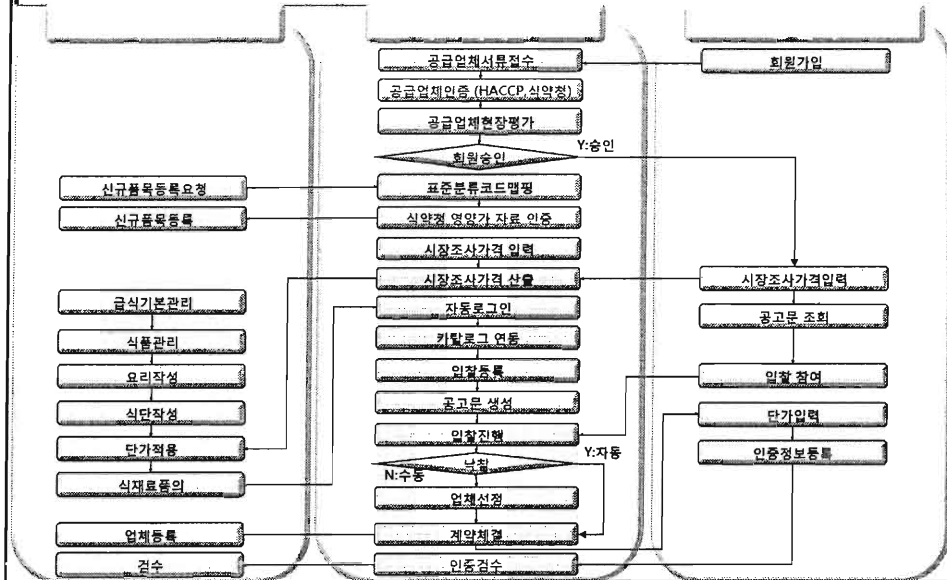 공급업체서류접수
회원가입
공급업체인증 (HACCP,식약청)
공급업체현장평가
회원승인
Y:승인
신규품목등록요청
표준분류코드맵핑
신규품목등록
식약청 영양가 자료 인증
시장조사가격 입력
시장조사가격 산출
시장조사가격입력
급식기본관리
자동로그인
공고문 조회
식품관리
카탈로그 연동
요리작성
입찰등록
입찰 참여
식단작성
공고문 생성
단가입력
단가적용
입찰진행
인증정보등록
낙찰
Y:자동
N:수동
식재료품의
업체선정
업체등록
계약체결
검수
인증검수